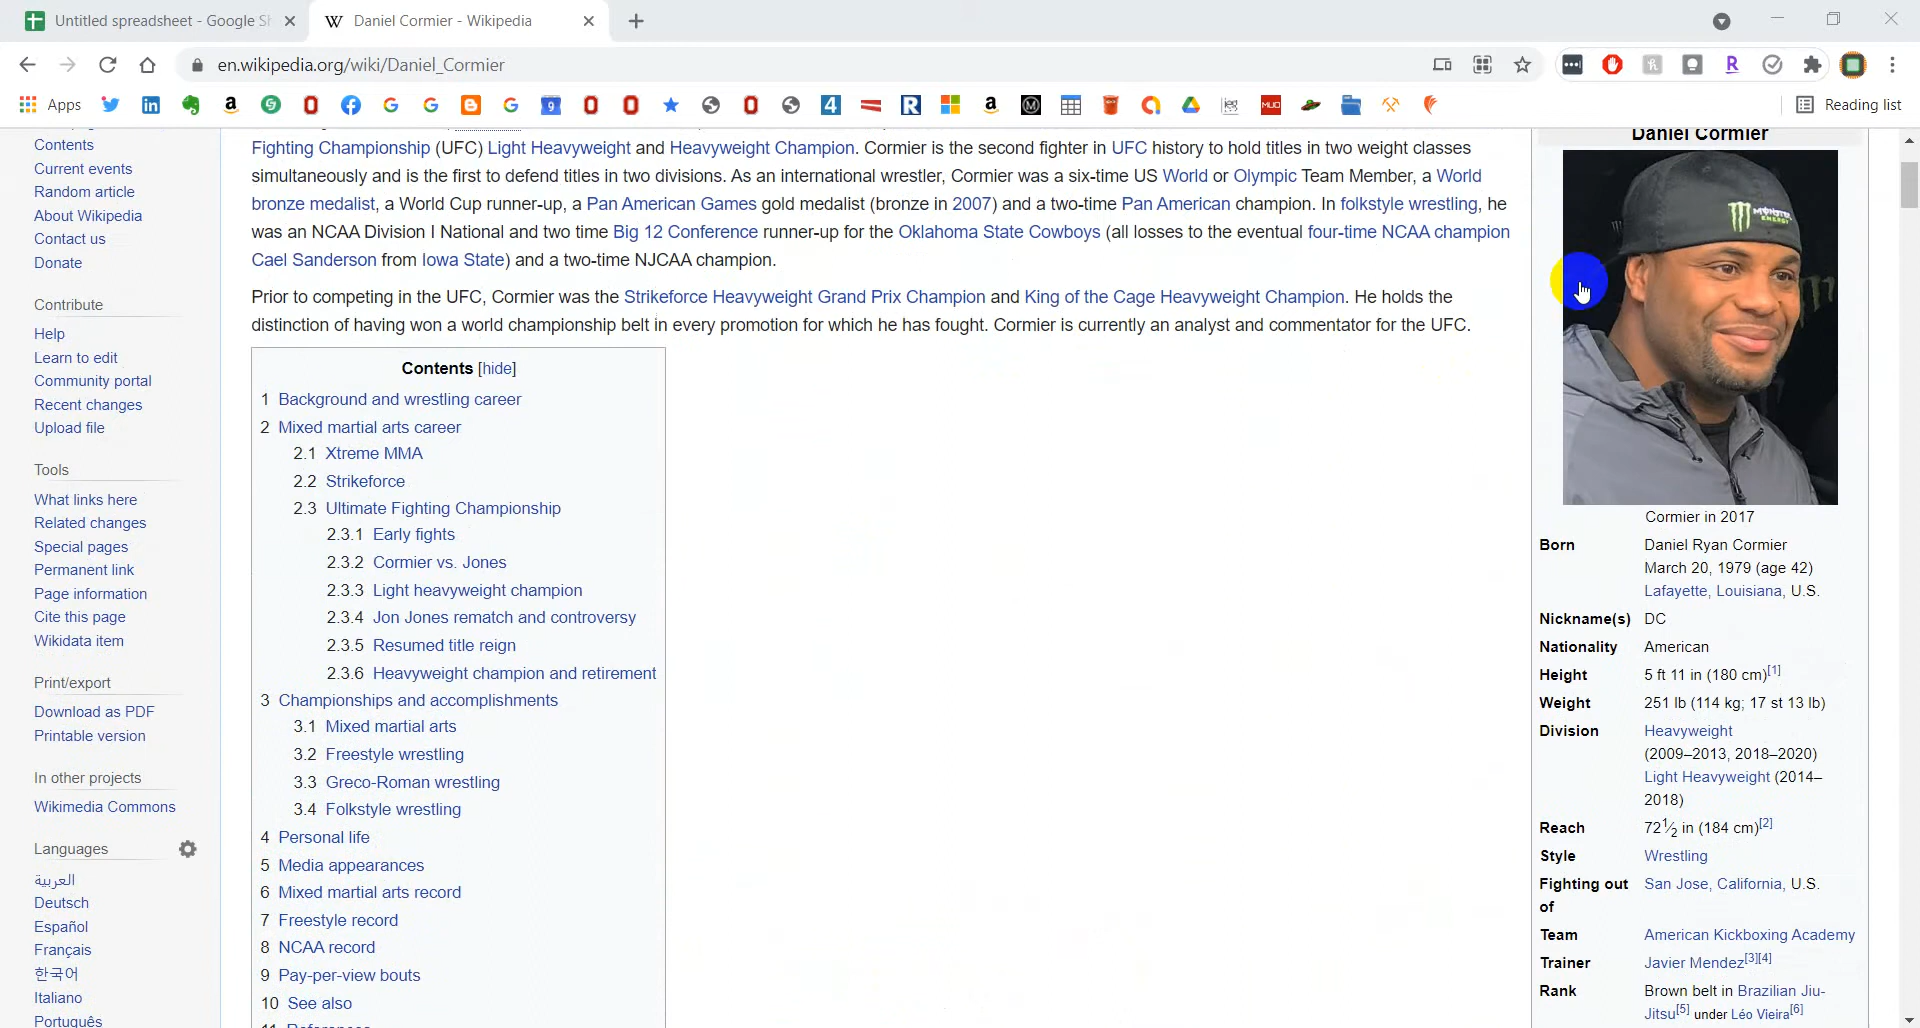 Untitled spreadsheet - Google Sh
Daniel Cormier - Wikipedia
en.wikipedia.org/wiki/Daniel_Cormier
Apps
Reading list
Contents
Current events
Random article
About Wikipedia
Contact us
Donate
Contribute
Help
Learn to edit
Community portal
Recent changes
Upload file
Tools
What links here
Related changes
Special pages
Permanent link
Page information
Cite this page
Wikidata item
Print/export
Download as PDF
Printable version
In other projects
Wikimedia Commons
Languages
العربية
Deutsch
Español
Français
한국어
Italiano
Português
Fighting Championship (UFC) Light Heavyweight and Heavyweight Champion. Cormier is the second fighter in UFC history to hold titles in two weight classes
simultaneously and is the first to defend titles in two divisions. As an international wrestler, Cormier was a six-time US World or Olympic Team Member, a World
bronze medalist, a World Cup runner-up, a Pan American Games gold medalist (bronze in 2007) and a two-time Pan American champion. In folkstyle wrestling, he
was an NCAA Division I National and two time Big 12 Conference runner-up for the Oklahoma State Cowboys (all losses to the eventual four-time NCAA champion
Cael Sanderson from Iowa State) and a two-time NJCAA champion.
Prior to competing in the UFC, Cormier was the Strikeforce Heavyweight Grand Prix Champion and King of the Cage Heavyweight Champion. He holds the
distinction of having won a world championship belt in every promotion for which he has fought. Cormier is currently an analyst and commentator for the UFC.
Contents [hide]
1 Background and wrestling career
2 Mixed martial arts career
2.1 Xtreme MMA
2.2 Strikeforce
2.3 Ultimate Fighting Championship
2.3.1 Early fights
2.3.2 Cormier vs. Jones
2.3.3 Light heavyweight champion
2.3.4 Jon Jones rematch and controversy
2.3.5 Resumed title reign
2.3.6 Heavyweight champion and retirement
3 Championships and accomplishments
3.1 Mixed martial arts
3.2 Freestyle wrestling
3.3 Greco-Roman wrestling
3.4 Folkstyle wrestling
4 Personal life
5 Media appearances
6 Mixed martial arts record
7 Freestyle record
8 NCAA record
9 Pay-per-view bouts
10 See also
Daniel Cormier
MONSTER
ENERGY
Cormier in 2017
Born Daniel Ryan Cormier
March 20, 1979 (age 42)
Lafayette, Louisiana, U.S.
Nickname(s) DC
Nationality American
Height 5 ft 11 in (180 cm)[1]
Weight 251 lb (114 kg; 17 st 13 lb)
Division Heavyweight
(2009–2013, 2018–2020)
Light Heavyweight (2014–
2018)
Reach 72½ in (184 cm)[2]
Style Wrestling
Fighting out San Jose, California, U.S.
of
Team American Kickboxing Academy
Trainer Javier Mendez[3][4]
Rank Brown belt in Brazilian Jiu-
Jitsu[5] under Léo Vieira[6]